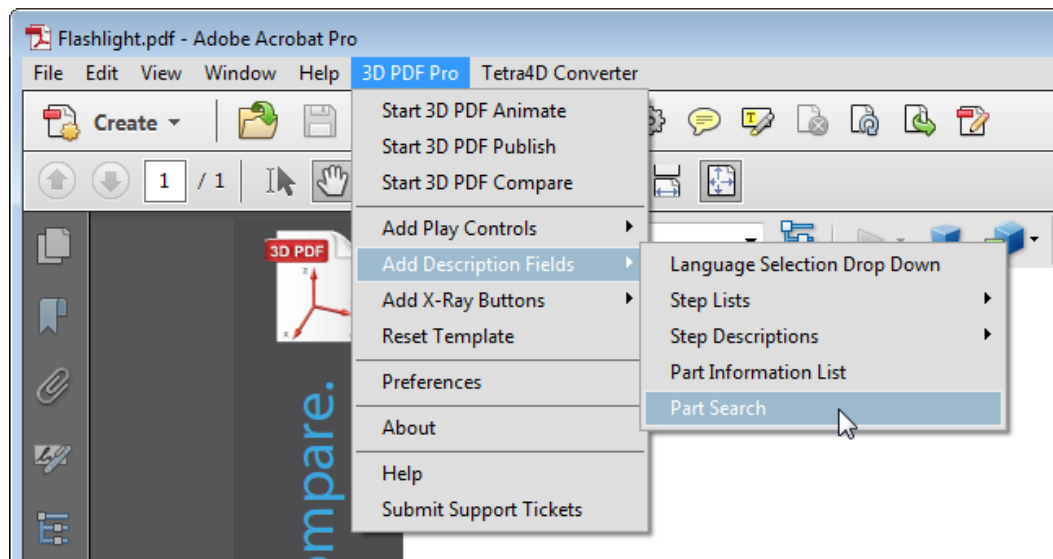 Flashlight.pdf - Adobe Acrobat Pro
File Edit View Window Help 3D PDF Pro Tetra4D Converter
Create
Start 3D PDF Animate
Start 3D PDF Publish
1 / 1
Start 3D PDF Compare
Add Play Controls
3D PDF
Add Description Fields
Language Selection Drop Down
Add X-Ray Buttons
Step Lists
Reset Template
Step Descriptions
Preferences
Part Information List
Part Search
About
Help
Submit Support Tickets